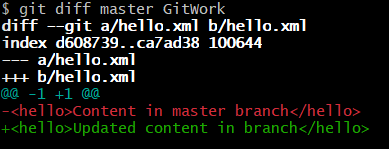 $ git diff master GitWork
diff --git a/hello.xml b/hello.xml
index d608739..ca7ad38 100644
--- a/hello.xml
+++ b/hello.xml
@@ -1 +1 @@
-<hello>Content in master branch</hello>
+<hello>Updated content in branch</hello>